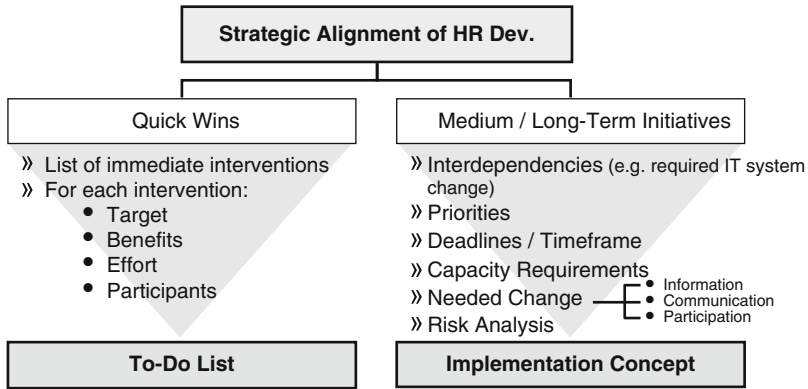 Strategic Alignment of HR Dev.
Quick Wins
» List of immediate interventions
» For each intervention:
• Target
• Benefits
• Effort
• Participants
To-Do List
Medium / Long-Term Initiatives
» Interdependencies (e.g. required IT system
change)
» Priorities
» Deadlines / Timeframe
» Capacity Requirements
» Needed Change
• Information
• Communication
• Participation
» Risk Analysis
Implementation Concept